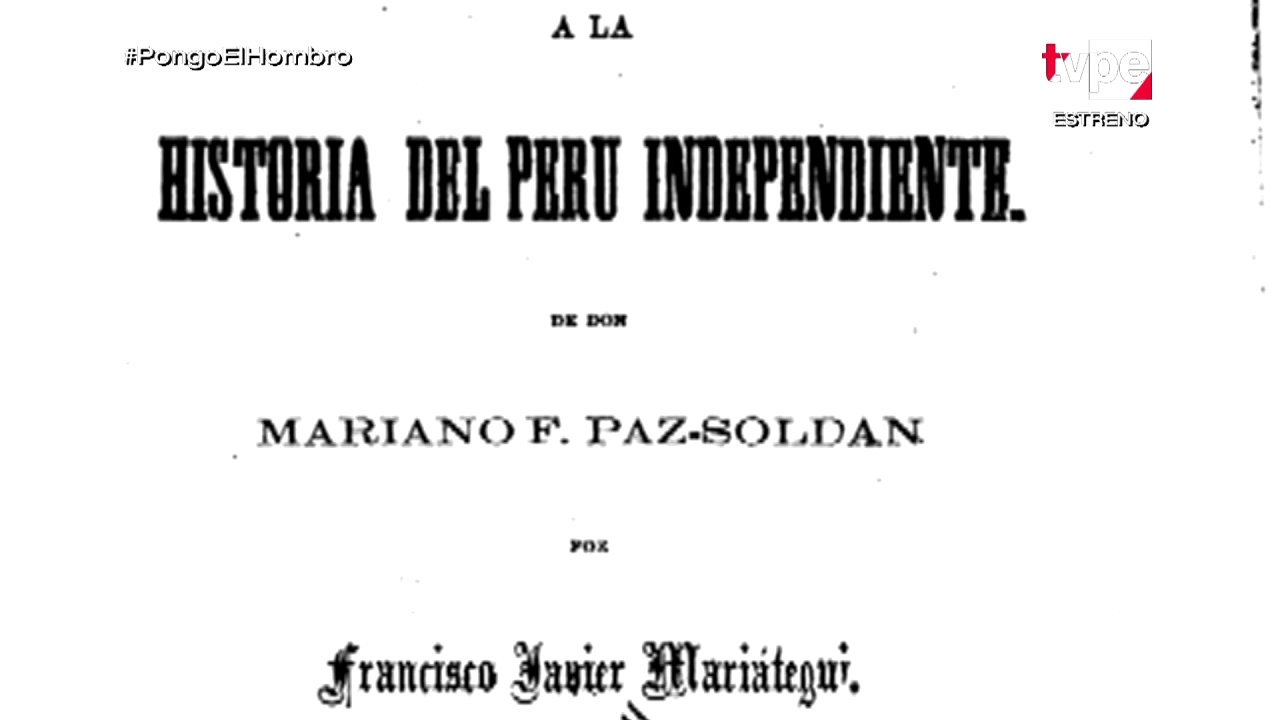 A LA
#PongoElHombro
tvpe
ESTRENO
HISTORIA DEL PERU INDEPENDIENTE.
DE DON
MARIANO F. PAZ-SOLDAN
POR
Francisco Javier Mariátegui.